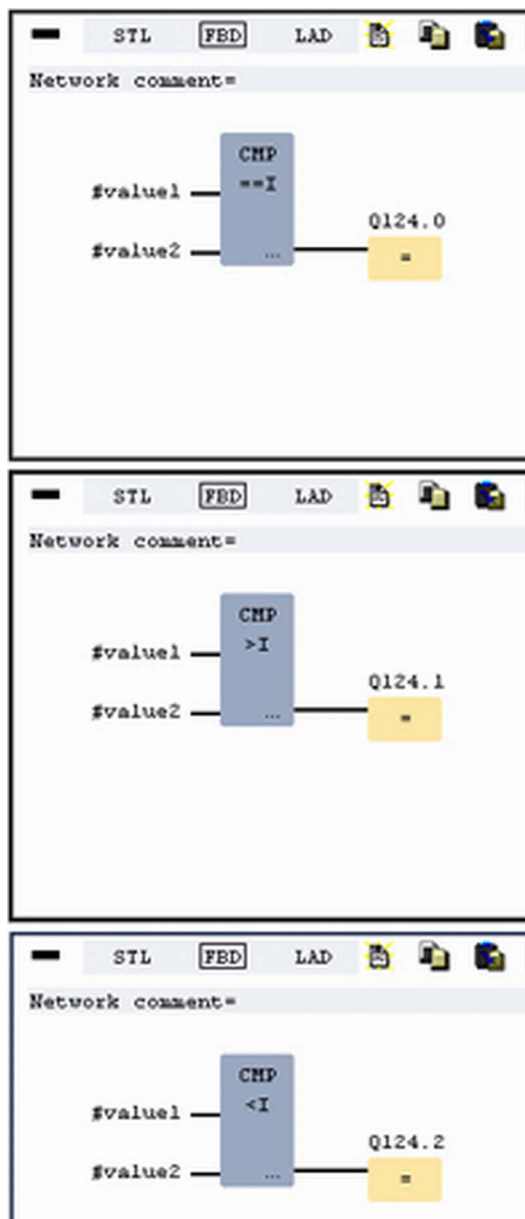 STL FBD LAD
Network comment=
CMP
==I
#value1
Q124.0
#value2
...
=
STL FBD LAD
Network comment=
CMP
>I
#value1
Q124.1
#value2
...
=
STL FBD LAD
Network comment=
CMP
<I
#value1
Q124.2
#value2
...
=